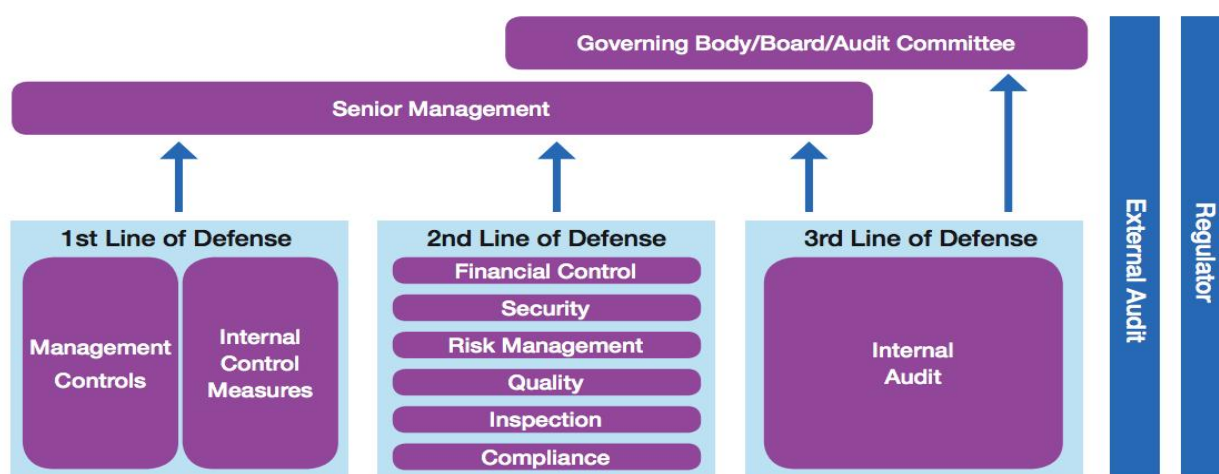 Governing Body/Board/Audit Committee
Senior Management
1st Line of Defense
Management
Controls
Internal
Control
Measures
2nd Line of Defense
Financial Control
Security
Risk Management
Quality
Inspection
Compliance
3rd Line of Defense
Internal
Audit
External Audit
Regulator